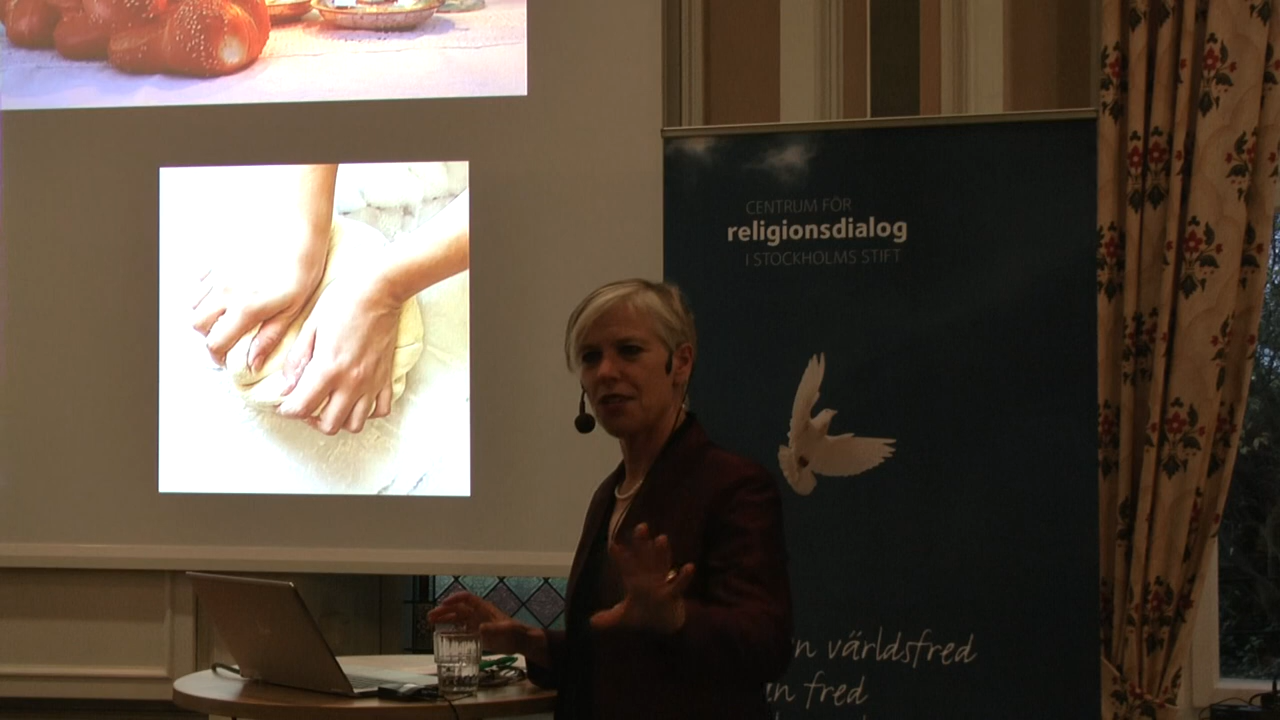 CENTRUM FÖR
religionsdialog
I STOCKHOLMS STIFT
n världsfred
n fred